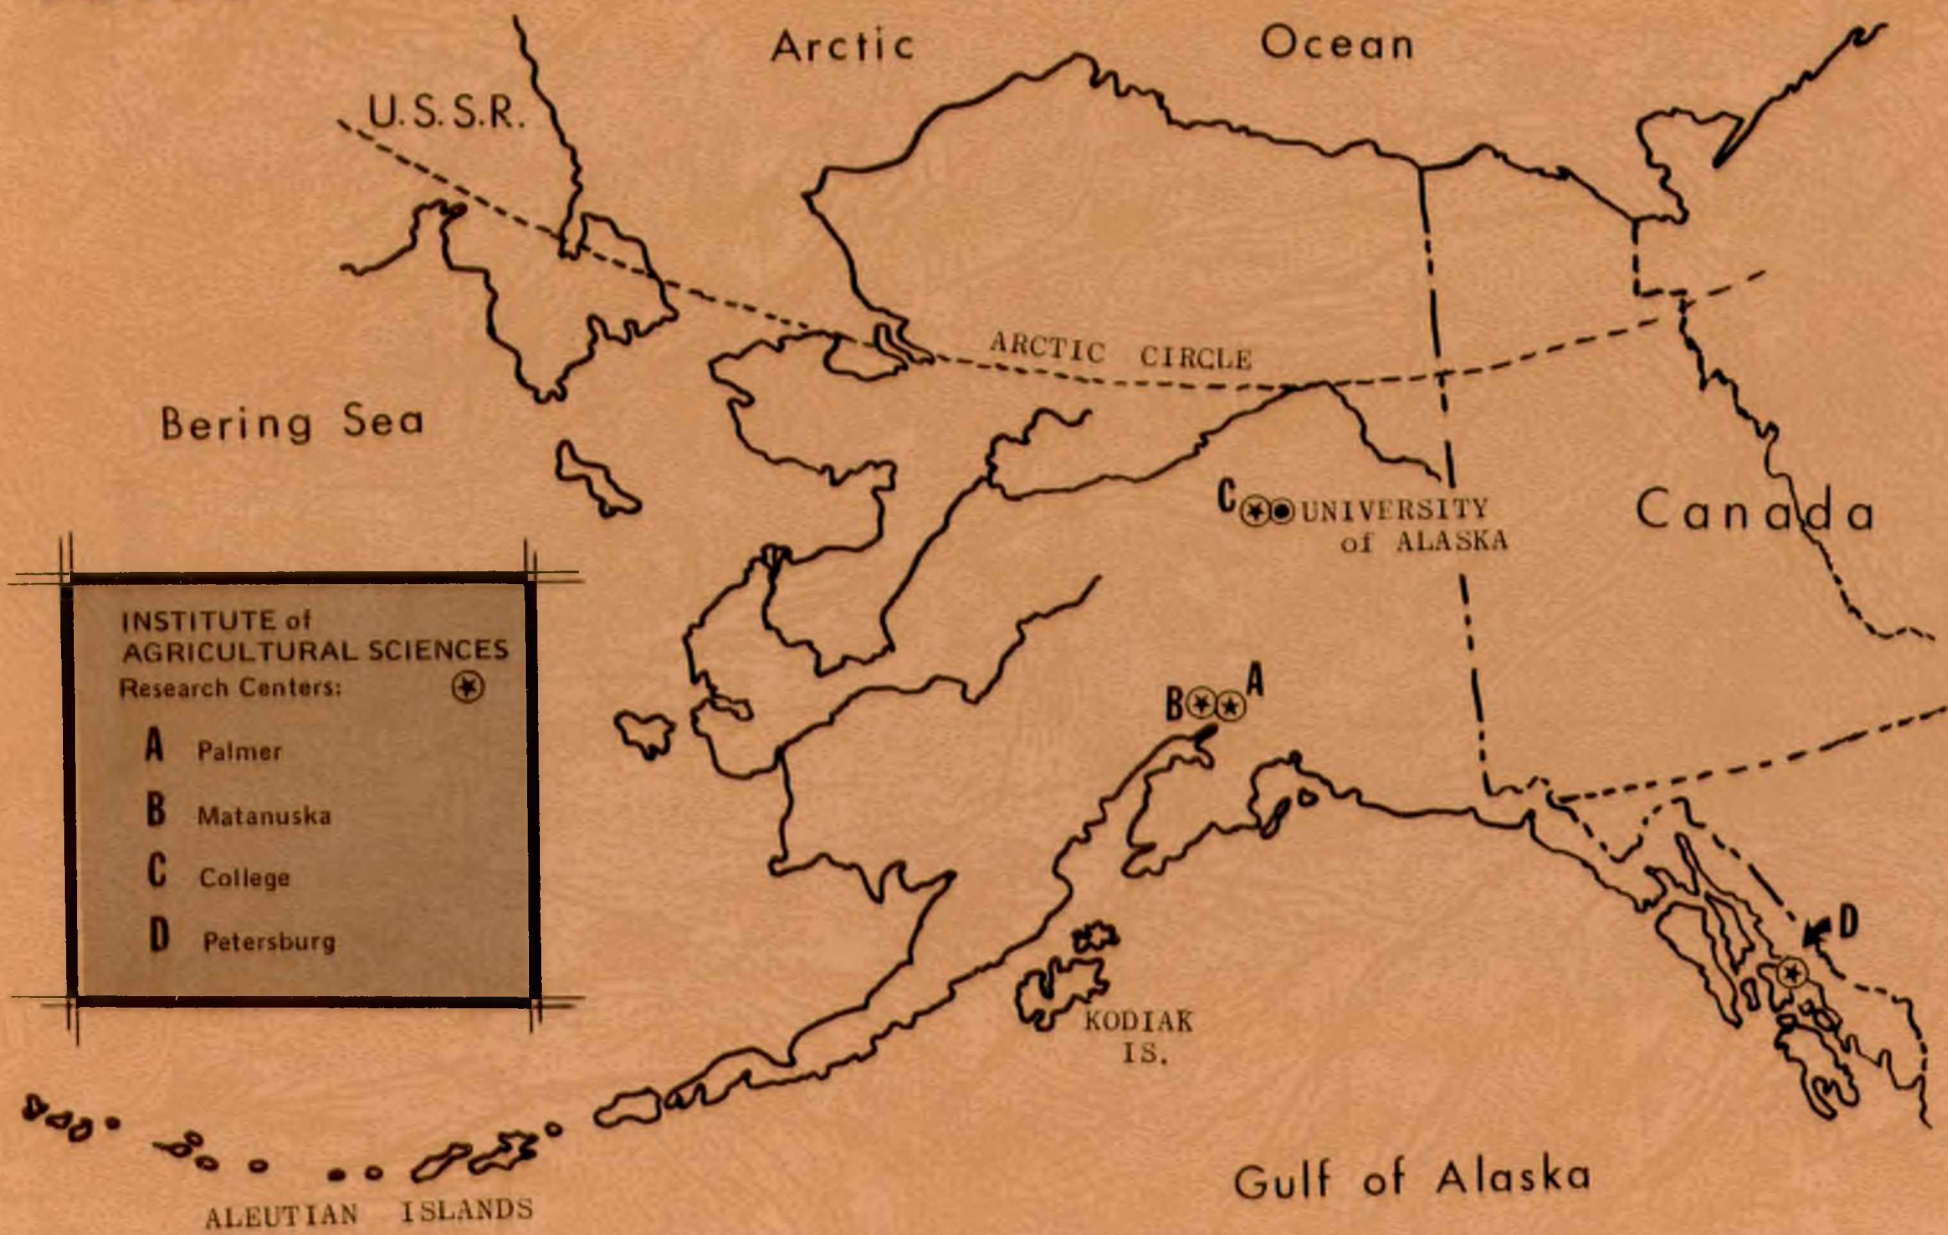 Arctic Ocean
U.S.S.R.
ARCTIC CIRCLE
Bering Sea
C UNIVERSITY
of ALASKA
Canada
INSTITUTE of
AGRICULTURAL SCIENCES
Research Centers:
A Palmer
B Matanuska
C College
D Petersburg
B A
D
KODIAK
IS.
Gulf of Alaska
ALEUTIAN ISLANDS